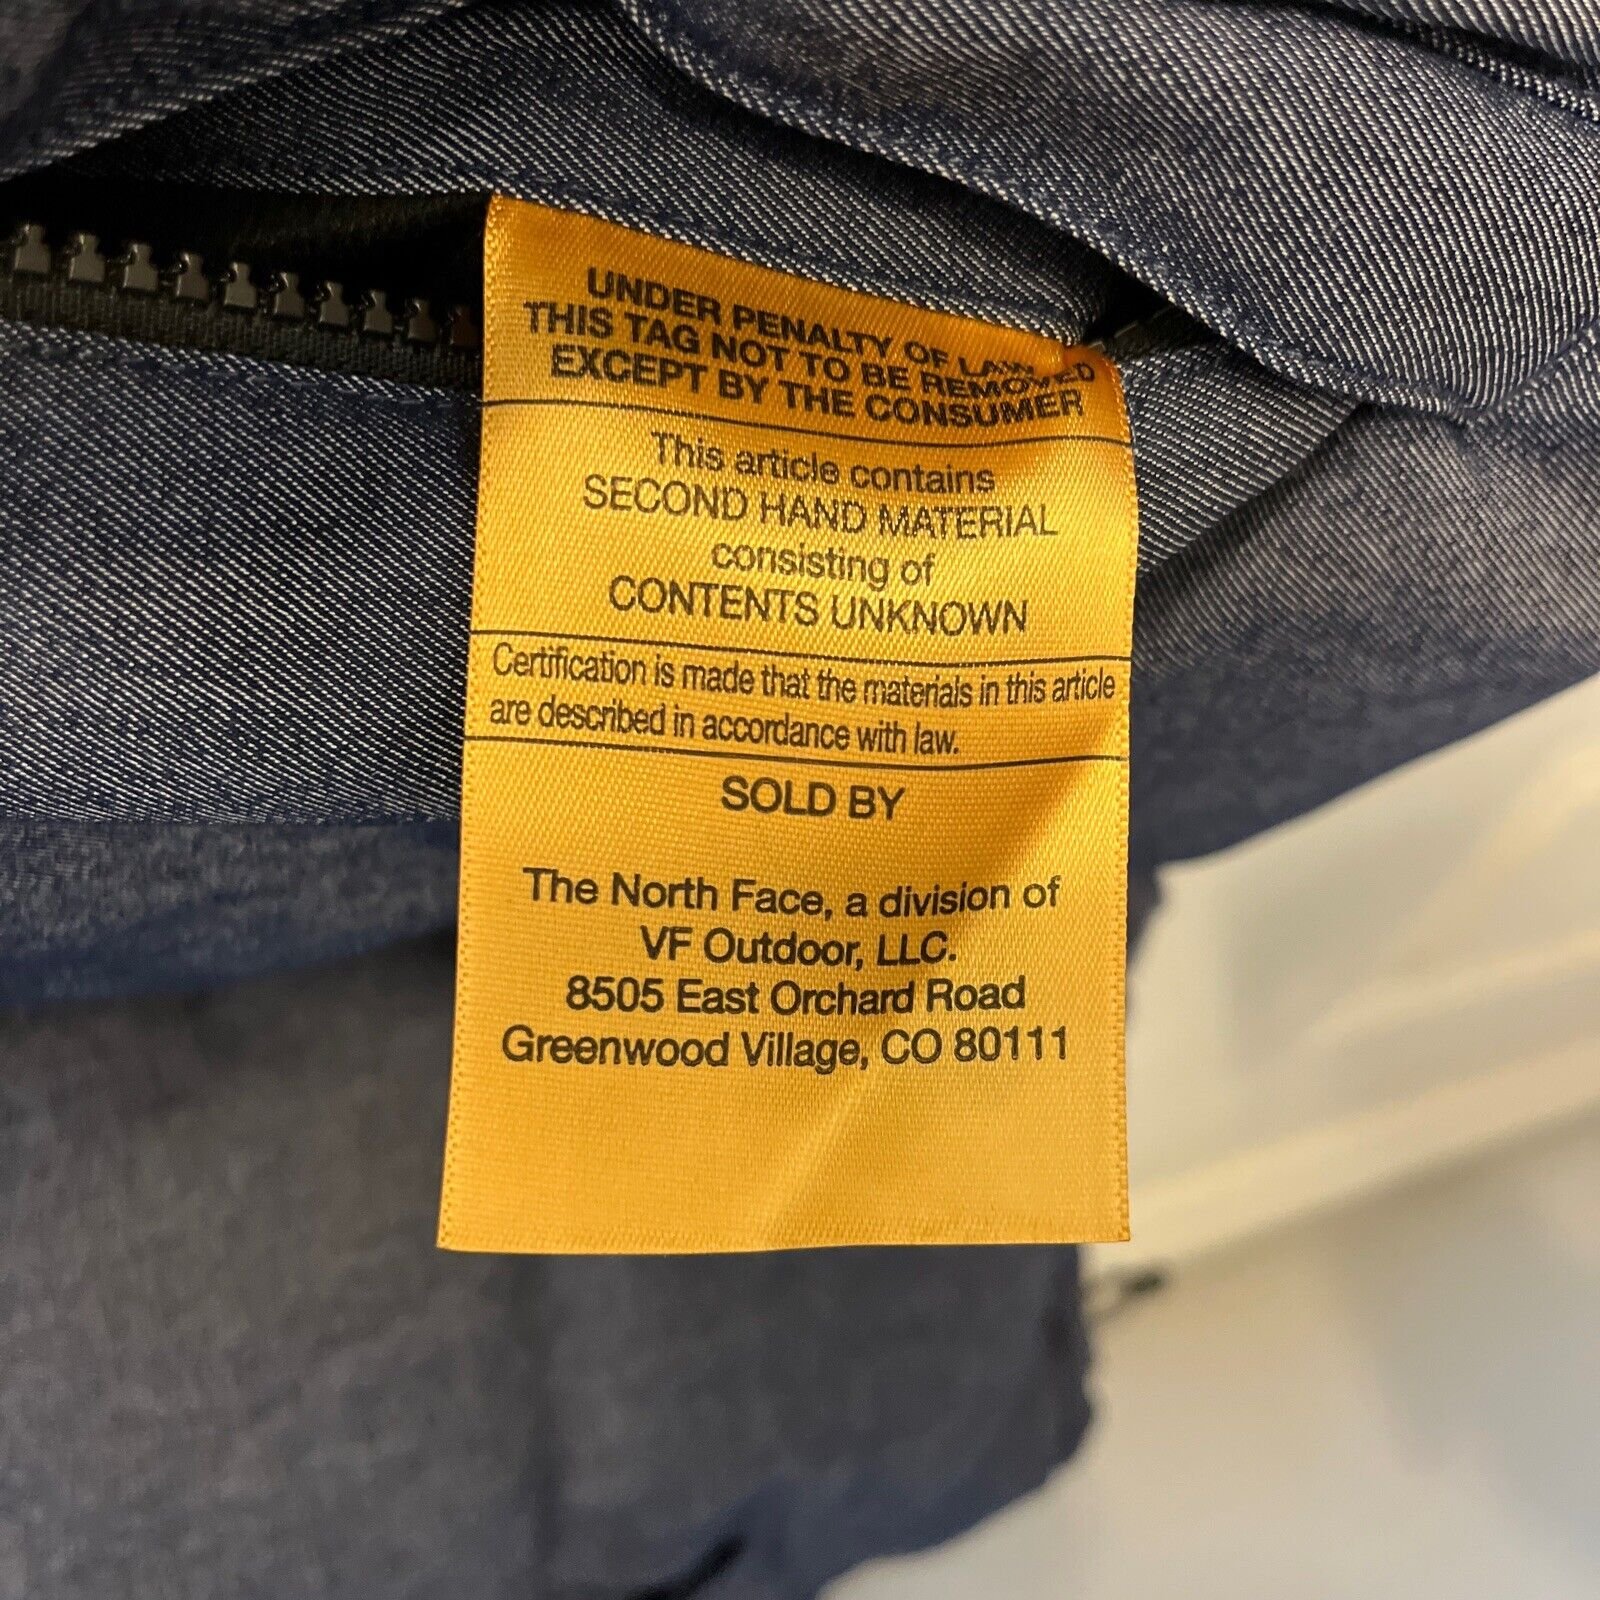 UNDER PENALTY OF LAW
THIS TAG NOT TO BE REMOVED
EXCEPT BY THE CONSUMER
This article contains
SECOND HAND MATERIAL
consisting of
CONTENTS UNKNOWN
Certification is made that the materials in this article
are described in accordance with law.
SOLD BY
The North Face, a division of
VF Outdoor, LLC.
8505 East Orchard Road
Greenwood Village, CO 80111